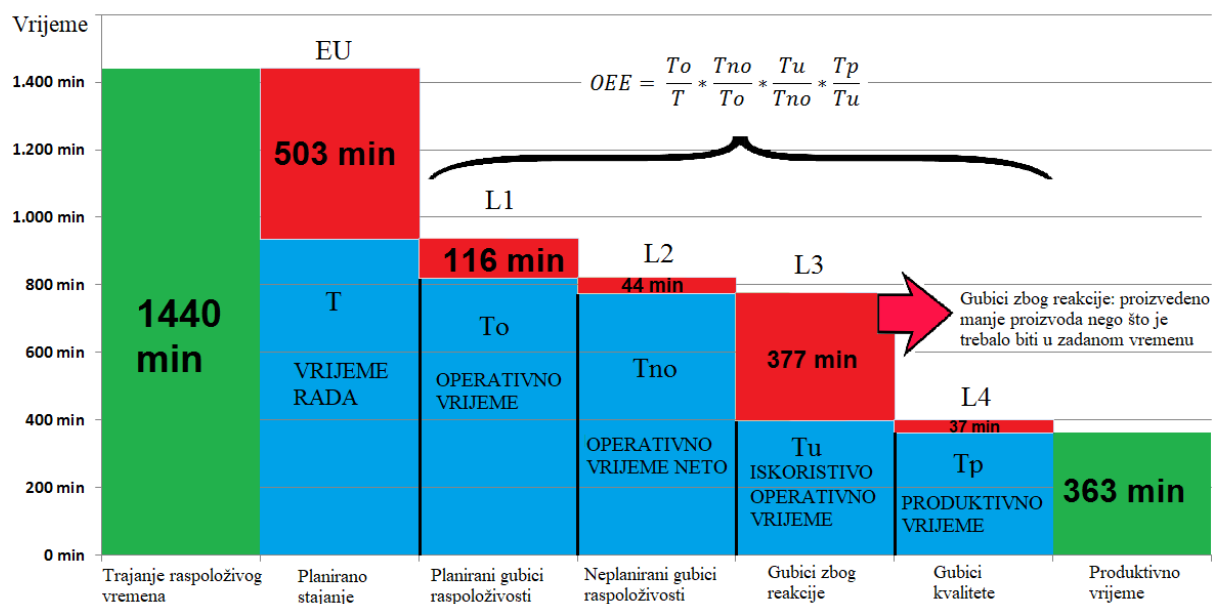 Vrijeme
EU
OEE = To/T * Tno/To * Tu/Tno * Tp/Tu
1.400 min
1.200 min
1.000 min
800 min
600 min
400 min
200 min
0 min
1440
min
503 min
T
VRIJEME
RADA
L1
116 min
To
OPERATIVNO
VRIJEME
L2
44 min
Tno
OPERATIVNO
VRIJEME NETO
L3
377 min
Tu
ISKORISTIVO
OPERATIVNO
VRIJEME
Gubici zbog reakcije: proizvedeno
manje proizvoda nego što je
trebalo biti u zadanom vremenu
L4
37 min
Tp
PRODUKTIVNO
VRIJEME
363 min
Trajanje raspoloživog
vremena
Planirano
stajanje
Planirani gubici
raspoloživosti
Neplanirani gubici
raspoloživosti
Gubici zbog
reakcije
Gubici
kvalitete
Produktivno
vrijeme